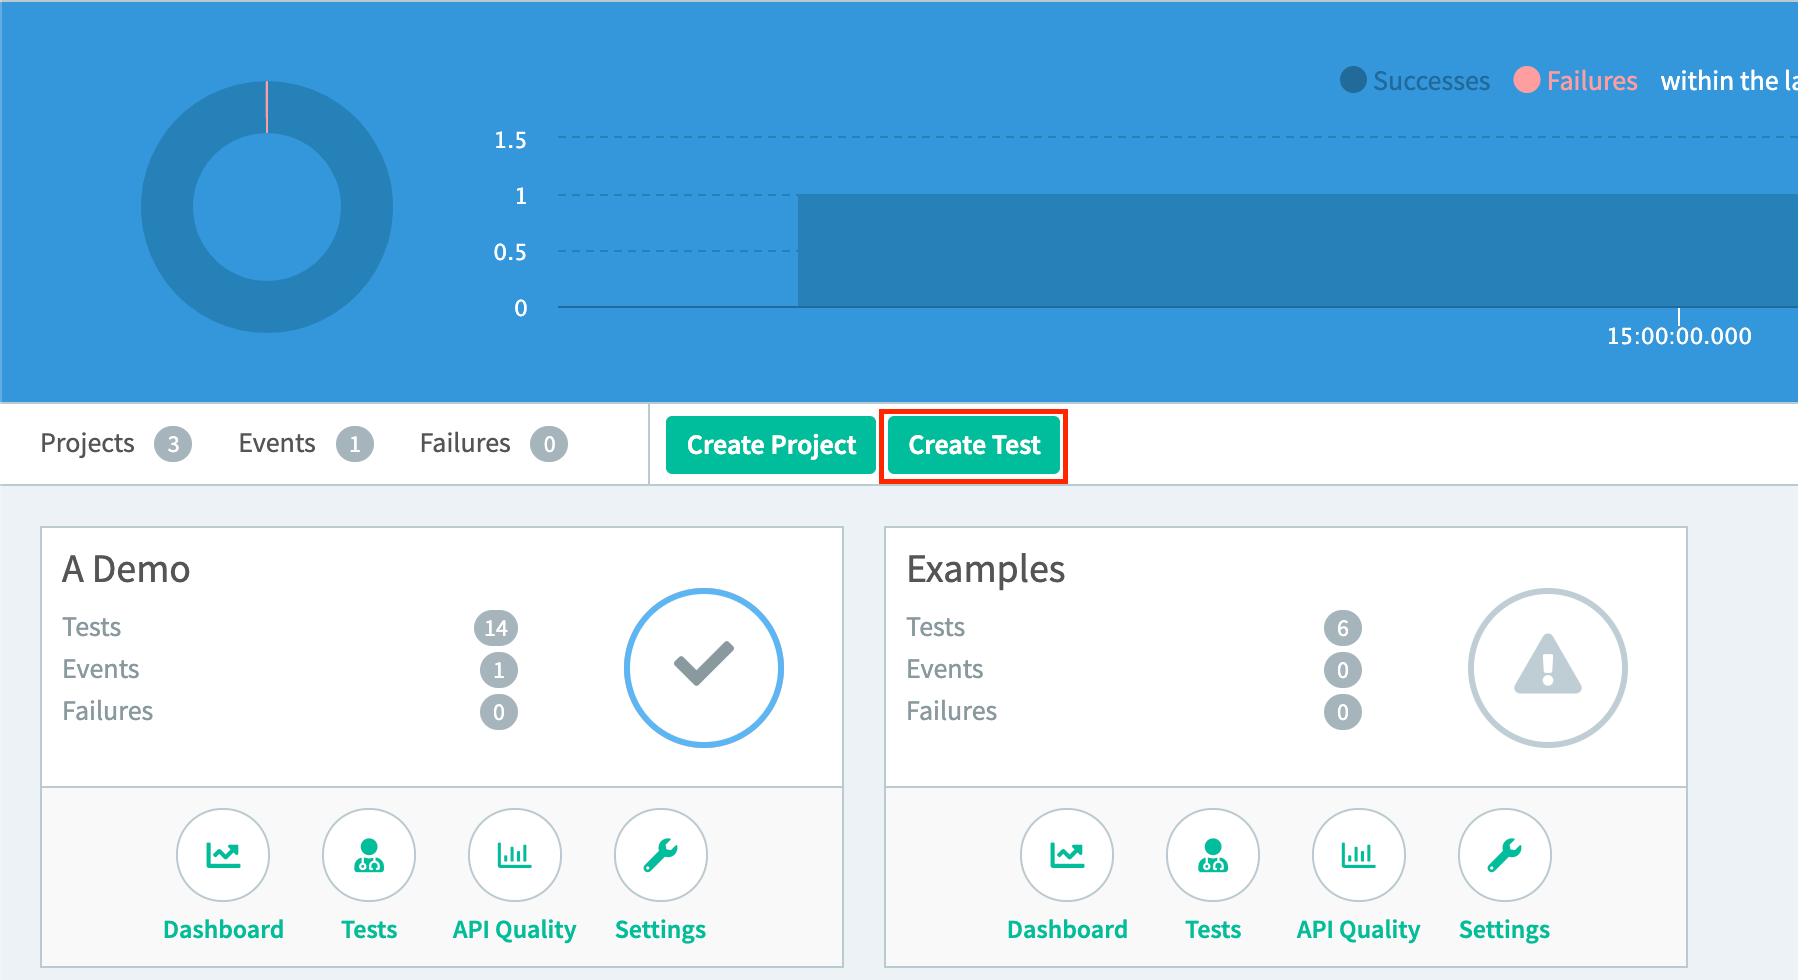 Successes Failures within the la
1.5
1
0.5
0
15:00:00.000
Projects 3 Events 1 Failures 0 Create Project Create Test
A Demo
Tests 14
Events 1
Failures 0
Dashboard Tests API Quality Settings
Examples
Tests 6
Events 0
Failures 0
Dashboard Tests API Quality Settings